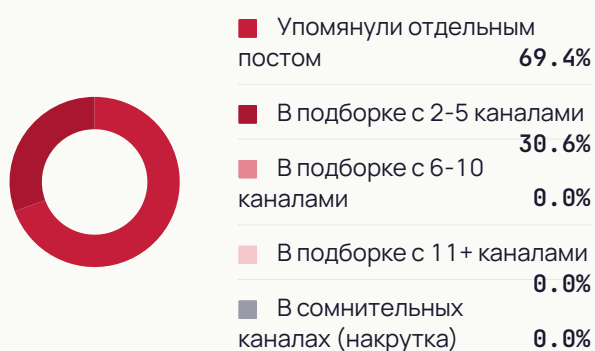 Упомянули отдельным
постом 69.4%
В подборке с 2-5 каналами
30.6%
В подборке с 6-10
каналами 0.0%
В подборке с 11+ каналами
0.0%
В сомнительных
каналах (накрутка) 0.0%